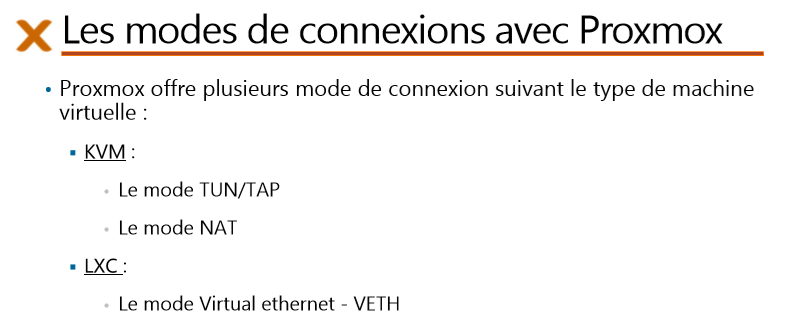 Les modes de connexions avec Proxmox
• Proxmox offre plusieurs mode de connexion suivant le type de machine
virtuelle :
▪ KVM :
• Le mode TUN/TAP
• Le mode NAT
▪ LXC :
• Le mode Virtual ethernet - VETH